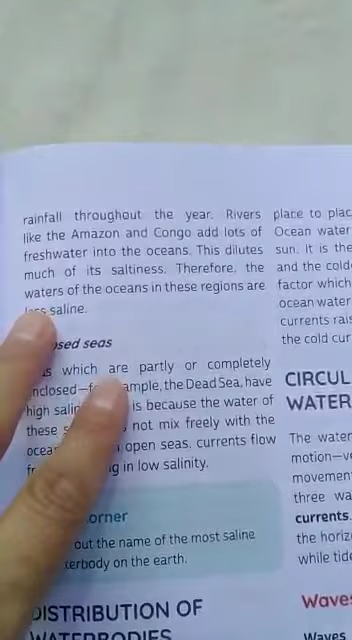 rainfall throughout the year. Rivers
like the Amazon and Congo add lots of
freshwater into the oceans. This dilutes
much of its saltiness. Therefore, the
waters of the oceans in these regions are
less saline.
osed seas
which are partly or completely
nclosed—fo ample, the Dead Sea, have
high salin is because the water of
these s not mix freely with the
ocea open seas. currents flow
fr g in low salinity.
orner
out the name of the most saline
terbody on the earth.
DISTRIBUTION OF
WATERBODIES
place to plac
Ocean water
sun. It is the
and the cold
factor which
ocean water
currents rais
the cold cur
CIRCUL
WATER
The water
motion—ve
movement
three wa
currents.
the horiz
while tide
Waves
Waves